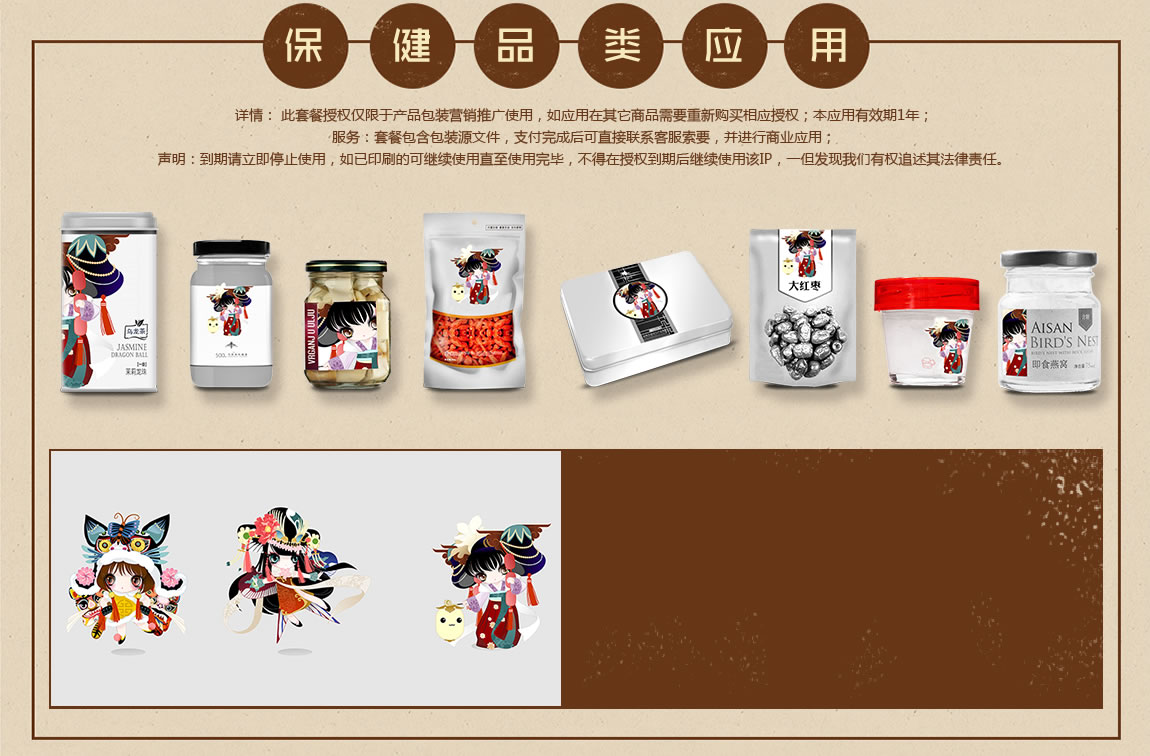 保健品类应用
详情： 此套餐授权仅限于产品包装营销推广使用，如应用在其它商品需要重新购买相应授权；本应用有效期1年；
服务：套餐包含包装源文件，支付完成后可直接联系客服索要，并进行商业应用；
声明：到期请立即停止使用，如已印刷的可继续使用直至使用完毕，不得在授权到期后继续使用该IP，一但发现我们有权追述其法律责任。
乌龙茶
JASMINE
DRAGON BALL
茉莉龙珠
500
VRGANJ U ULJU
大红枣
AISAN
BIRD'S NEST
BIRD'S NEST WITH ROCK SUGAR
即食燕窝